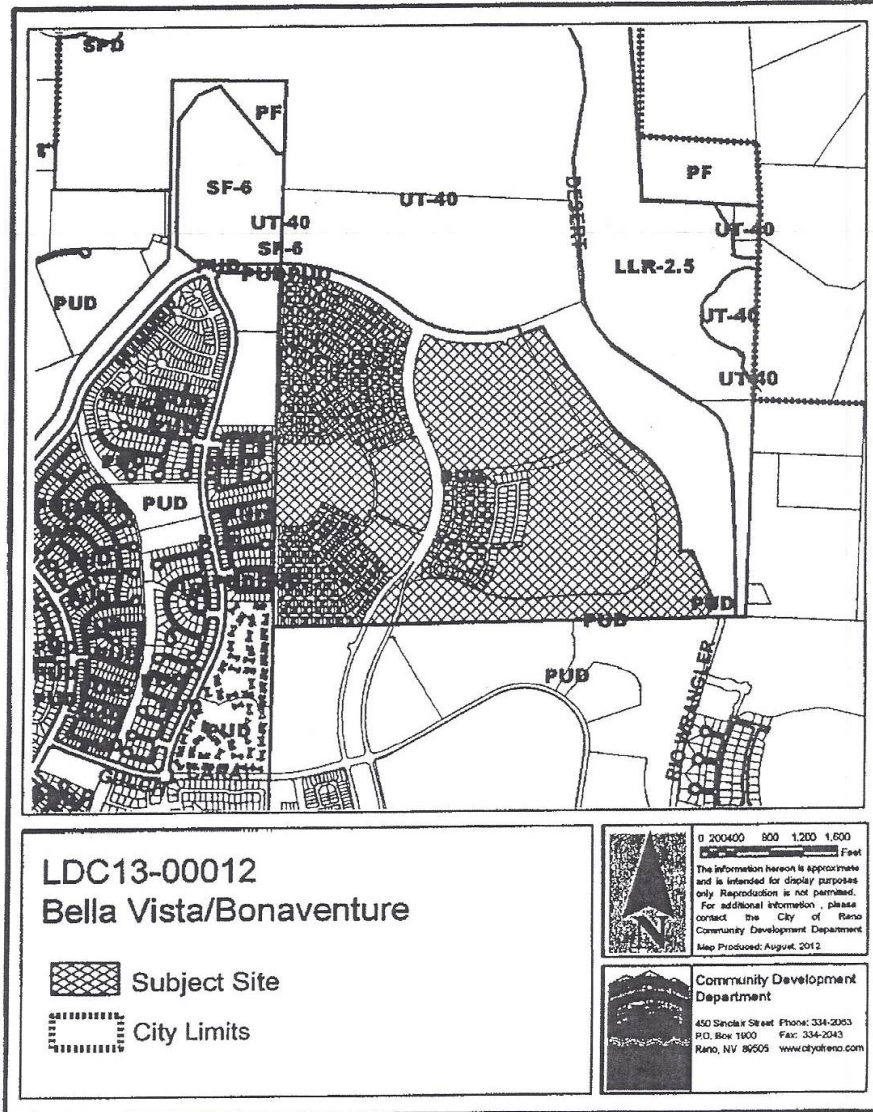 SPD
PF
SF-6
UT-40
UT-40
SF-6
DESERT
PF
UT-40
LLR-2.5
UT-40
UT-40
PUD
PUD
PUD
PUD
PUD
PUD
PUD
PUD
PUD
PUD
PUD
RIO WRANGLER
LDC13-00012
Bella Vista/Bonaventure
Subject Site
City Limits
N
0 200400 800 1,200 1,600
Feet
The information hereon is approximate
and is intended for display purposes
only Reproduction is not permitted.
For additional information , please
contact the City of Reno
Community Development Department
Map Produced: August, 2012
Community Development
Department
450 Sinclair Street Phone: 334-2063
P.O. Box 1900 Fax: 334-2043
Reno, NV 89505 www.cityofreno.com